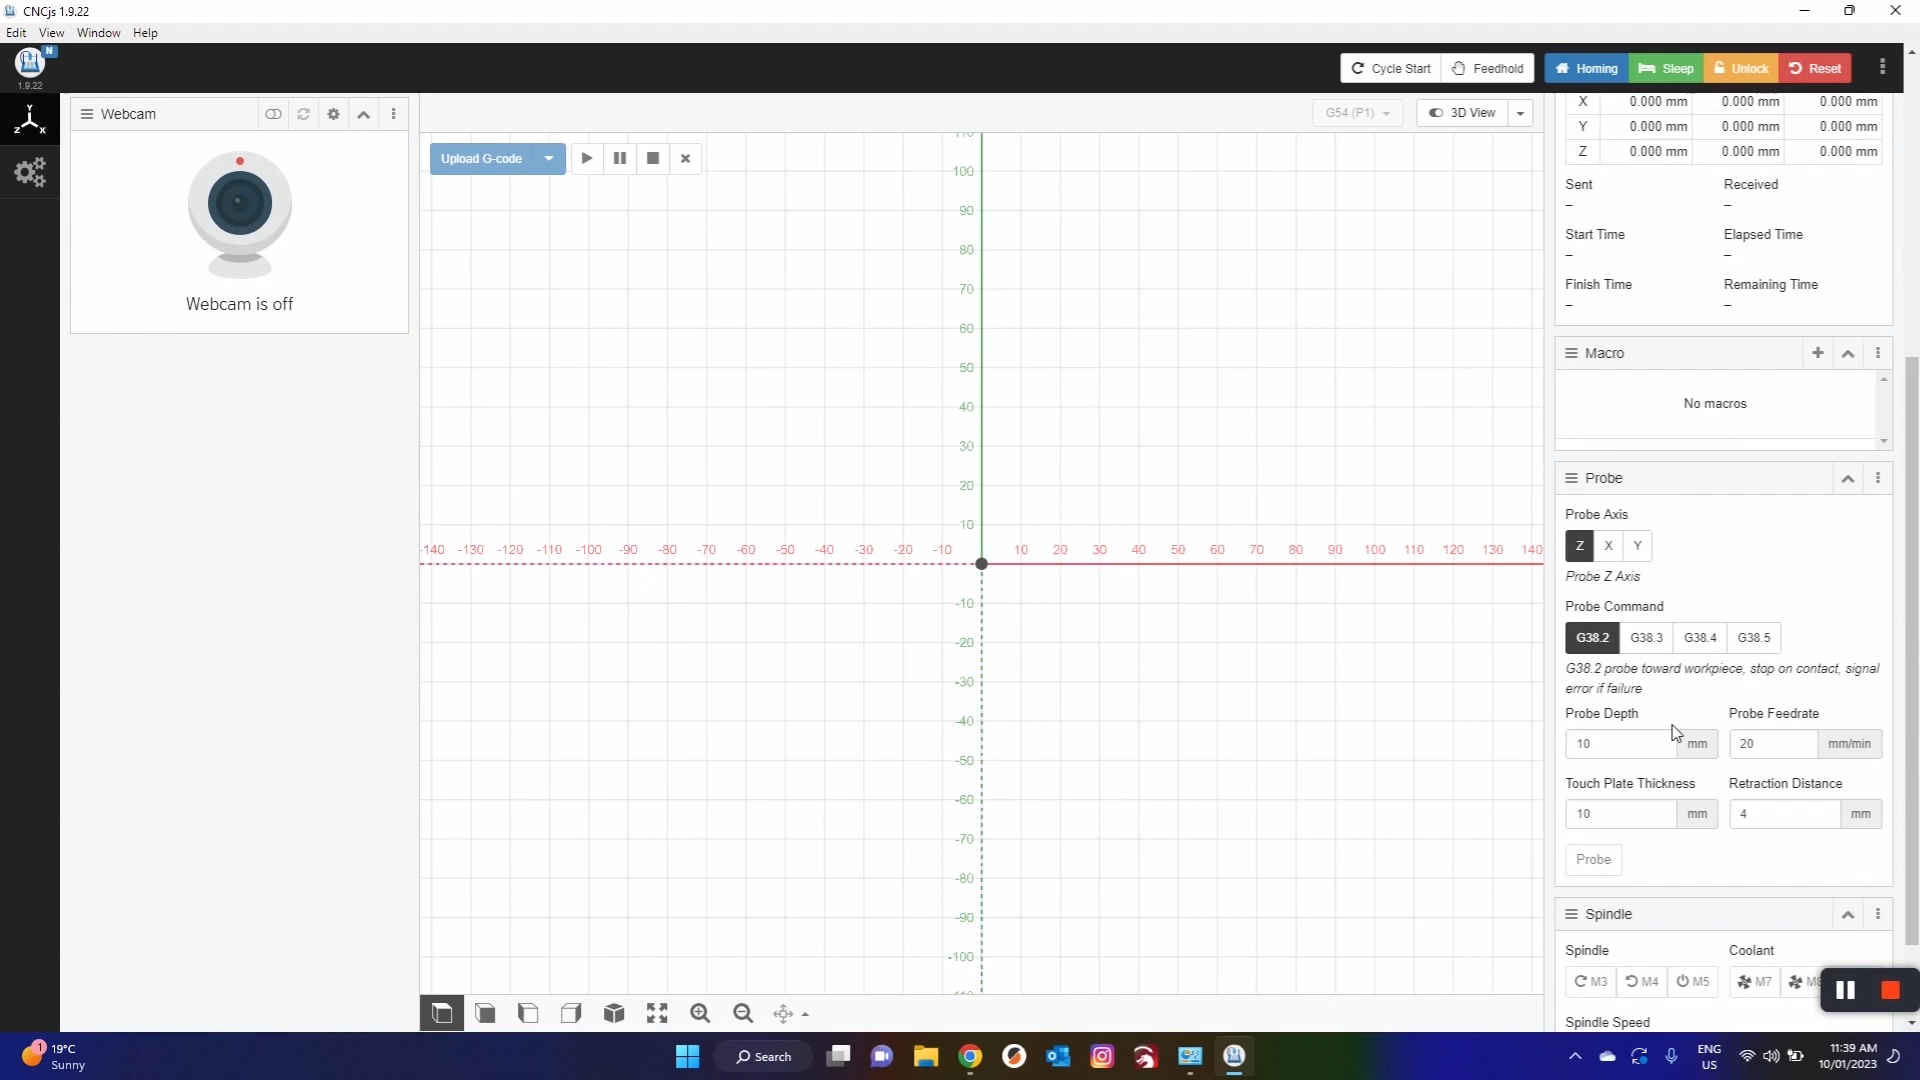 CNCjs 1.9.22
Edit View Window Help
N
1.9.22
Cycle Start Feedhold Homing Sleep Unlock Reset
Webcam
G54 (P1) 3D View
Upload G-code
Webcam is off
110
100
90
80
70
60
50
40
30
20
10
-140 -130 -120 -110 -100 -90 -80 -70 -60 -50 -40 -30 -20 -10 10 20 30 40 50 60 70 80 90 100 110 120 130 140
-10
-20
-30
-40
-50
-60
-70
-80
-90
-100
-110
X 0.000 mm 0.000 mm 0.000 mm
Y 0.000 mm 0.000 mm 0.000 mm
Z 0.000 mm 0.000 mm 0.000 mm
Sent Received
– –
Start Time Elapsed Time
– –
Finish Time Remaining Time
– –
Macro
No macros
Probe
Probe Axis
Z X Y
Probe Z Axis
Probe Command
G38.2 G38.3 G38.4 G38.5
G38.2 probe toward workpiece, stop on contact, signal
error if failure
Probe Depth Probe Feedrate
10 mm 20 mm/min
Touch Plate Thickness Retraction Distance
10 mm 4 mm
Probe
Spindle
Spindle Coolant
M3 M4 M5 M7 M8
Spindle Speed
1
19°C
Sunny
Search
ENG
US
11:39 AM
10/01/2023